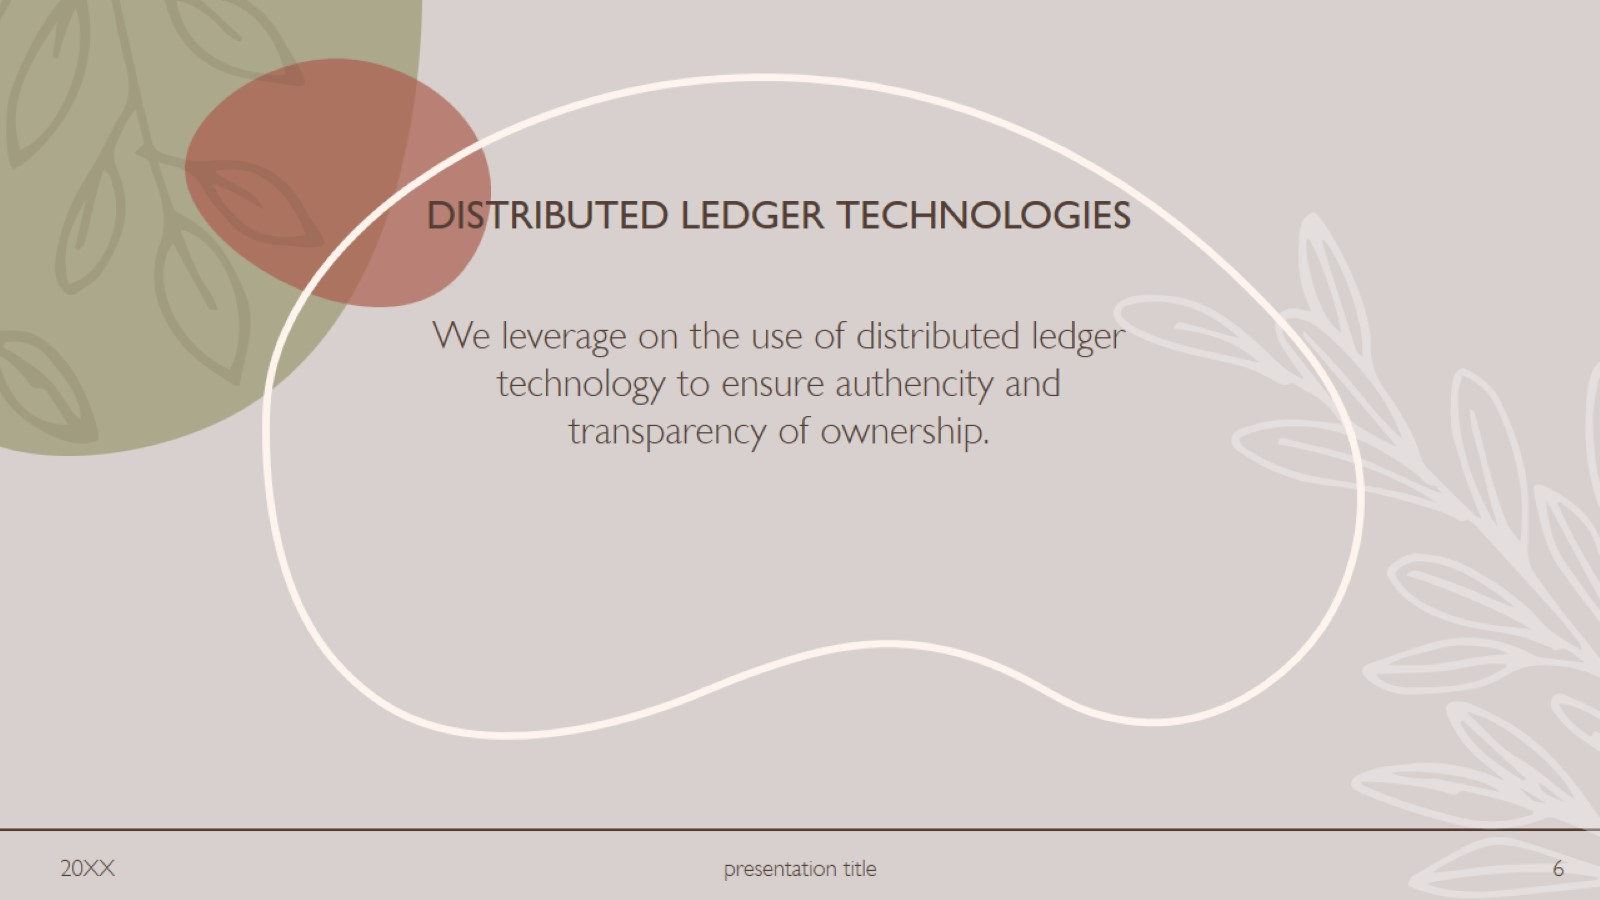 DISTRIBUTED LEDGER TECHNOLOGIES
We leverage on the use of distributed ledger
technology to ensure authencity and
transparency of ownership.
20XX
presentation title
6